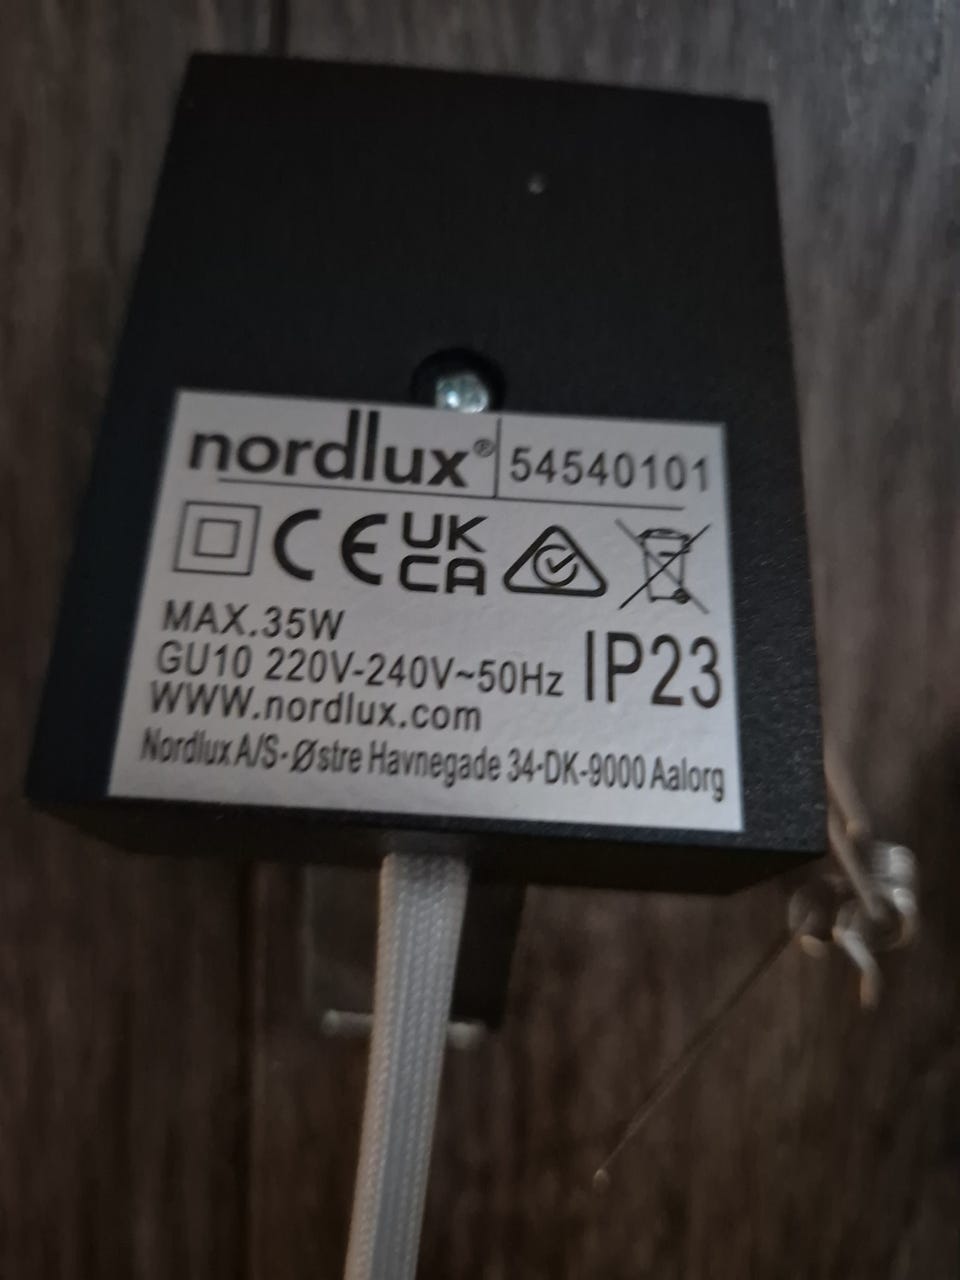 nordlux® 54540101
CE UK
CA
MAX.35W
GU10 220V-240V~50Hz IP23
WWW.nordlux.com
Nordlux A/S-Østre Havnegade 34-DK-9000 Aalorg